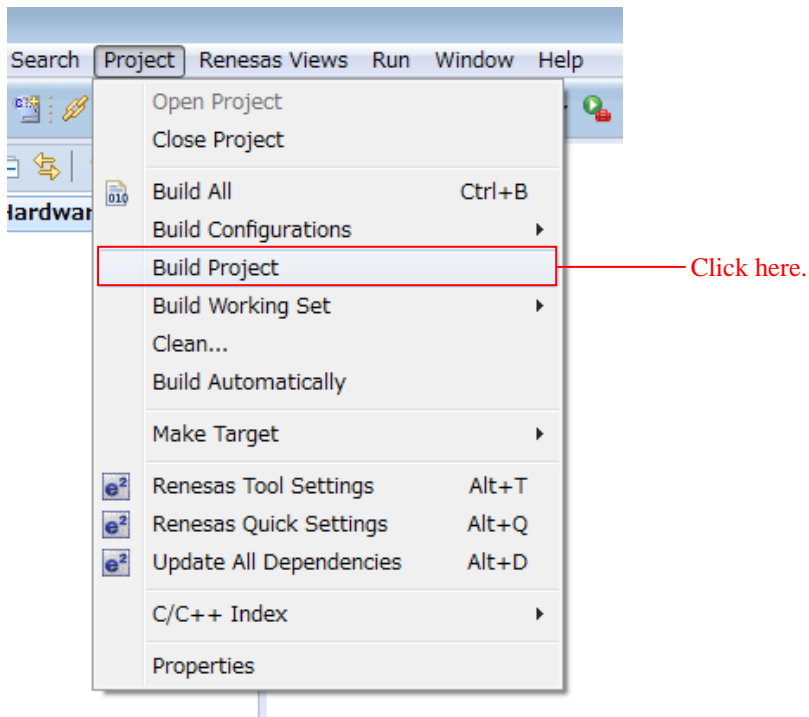 Search Project Renesas Views Run Window Help
Open Project
Close Project
Build All Ctrl+B
Build Configurations
Build Project
Click here.
Build Working Set
Clean...
Build Automatically
Make Target
Renesas Tool Settings Alt+T
Renesas Quick Settings Alt+Q
Update All Dependencies Alt+D
C/C++ Index
Properties